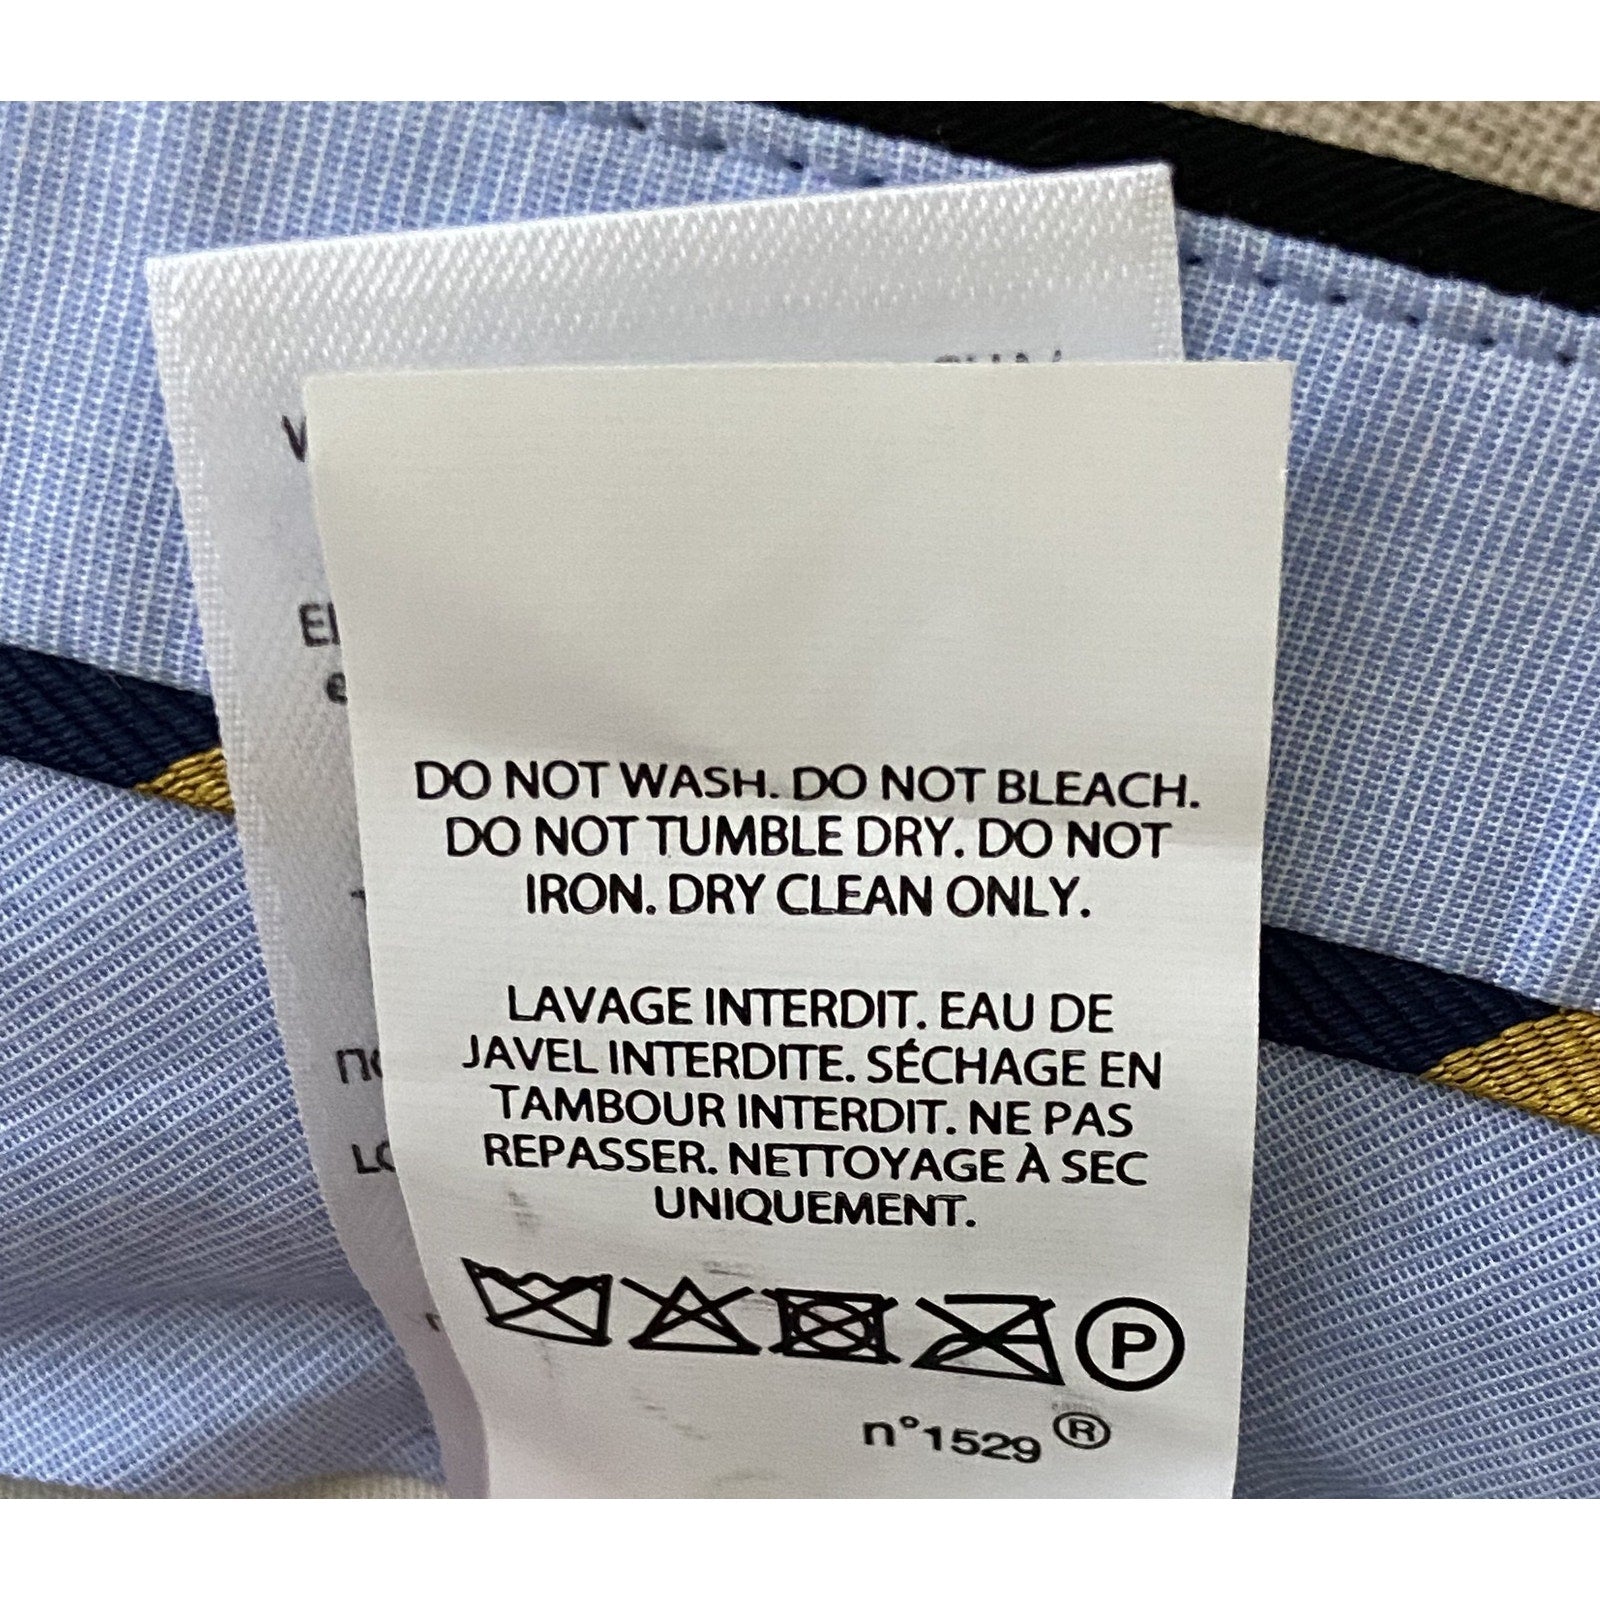 DO NOT WASH. DO NOT BLEACH.
DO NOT TUMBLE DRY. DO NOT
IRON. DRY CLEAN ONLY.
LAVAGE INTERDIT. EAU DE
JAVEL INTERDITE. SÉCHAGE EN
TAMBOUR INTERDIT. NE PAS
REPASSER. NETTOYAGE À SEC
UNIQUEMENT.
P
n°1529 ®